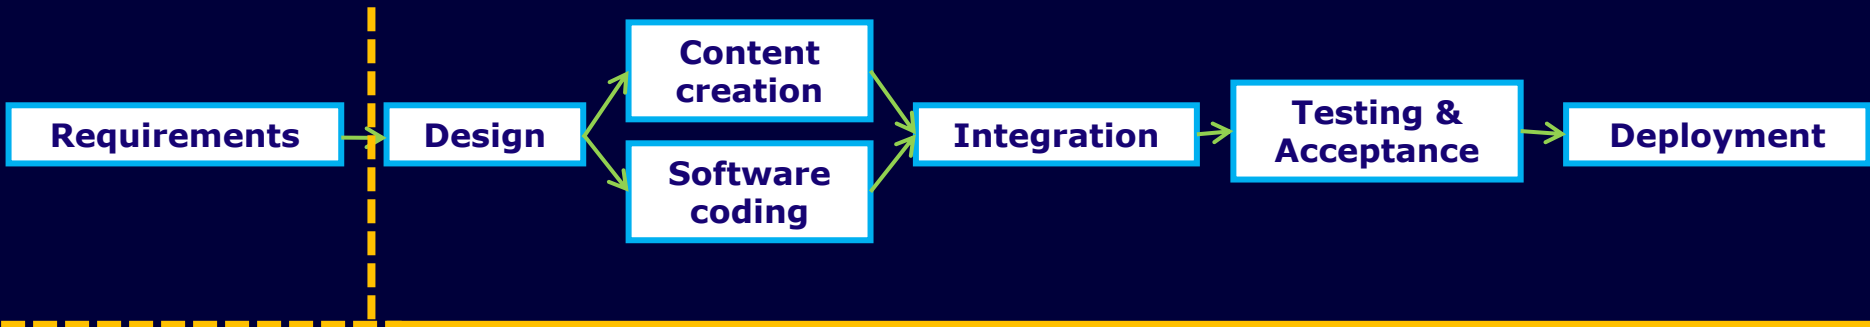 Requirements
Design
Content
creation
Software
coding
Integration
Testing &
Acceptance
Deployment